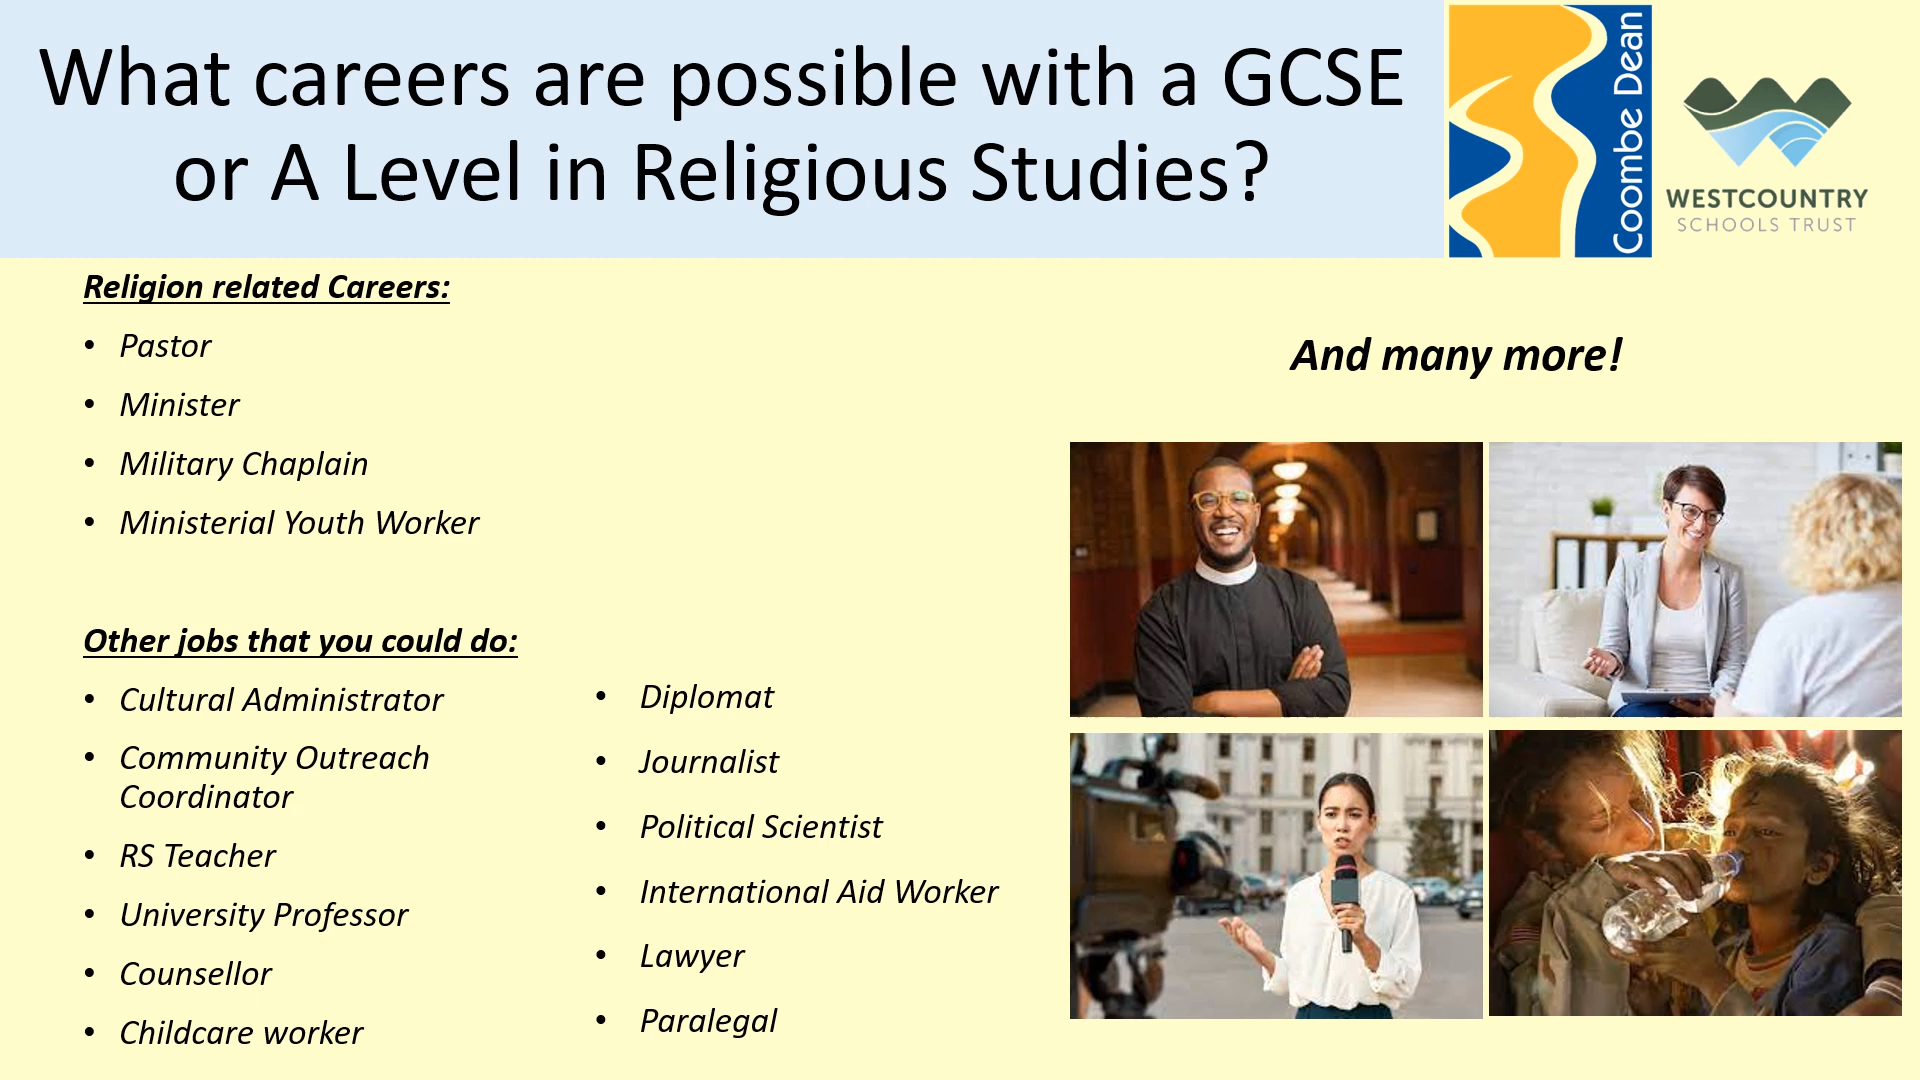 What careers are possible with a GCSE
or A Level in Religious Studies?
Coombe Dean
WESTCOUNTRY
SCHOOLS TRUST
Religion related Careers:
• Pastor
• Minister
• Military Chaplain
• Ministerial Youth Worker
And many more!
Other jobs that you could do:
• Cultural Administrator
• Community Outreach
Coordinator
• RS Teacher
• University Professor
• Counsellor
• Childcare worker
• Diplomat
• Journalist
• Political Scientist
• International Aid Worker
• Lawyer
• Paralegal